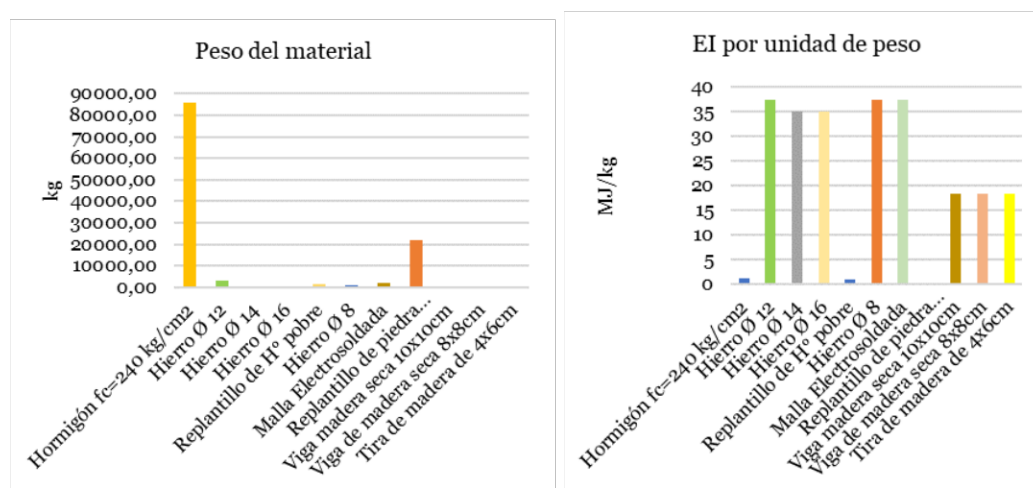 Peso del material
90000,00
80000,00
70000,00
60000,00
50000,00
40000,00
30000,00
20000,00
10000,00
0,00
kg
Hormigón fc=240 kg/cm2
Hierro Ø 12
Hierro Ø 14
Hierro Ø 16
Replantillo de H° pobre
Hierro Ø 8
Malla Electrosoldada
Replantillo de piedra...
Viga madera seca 10x10cm
Viga de madera seca 8x8cm
Tira de madera de 4x6cm
EI por unidad de peso
40
35
30
25
20
15
10
5
0
MJ/kg
Hormigón fc=240 kg/cm2
Hierro Ø 12
Hierro Ø 14
Hierro Ø 16
Replantillo de H° pobre
Hierro Ø 8
Malla Electrosoldada
Replantillo de piedra...
Viga madera seca 10x10cm
Viga de madera seca 8x8cm
Tira de madera de 4x6cm